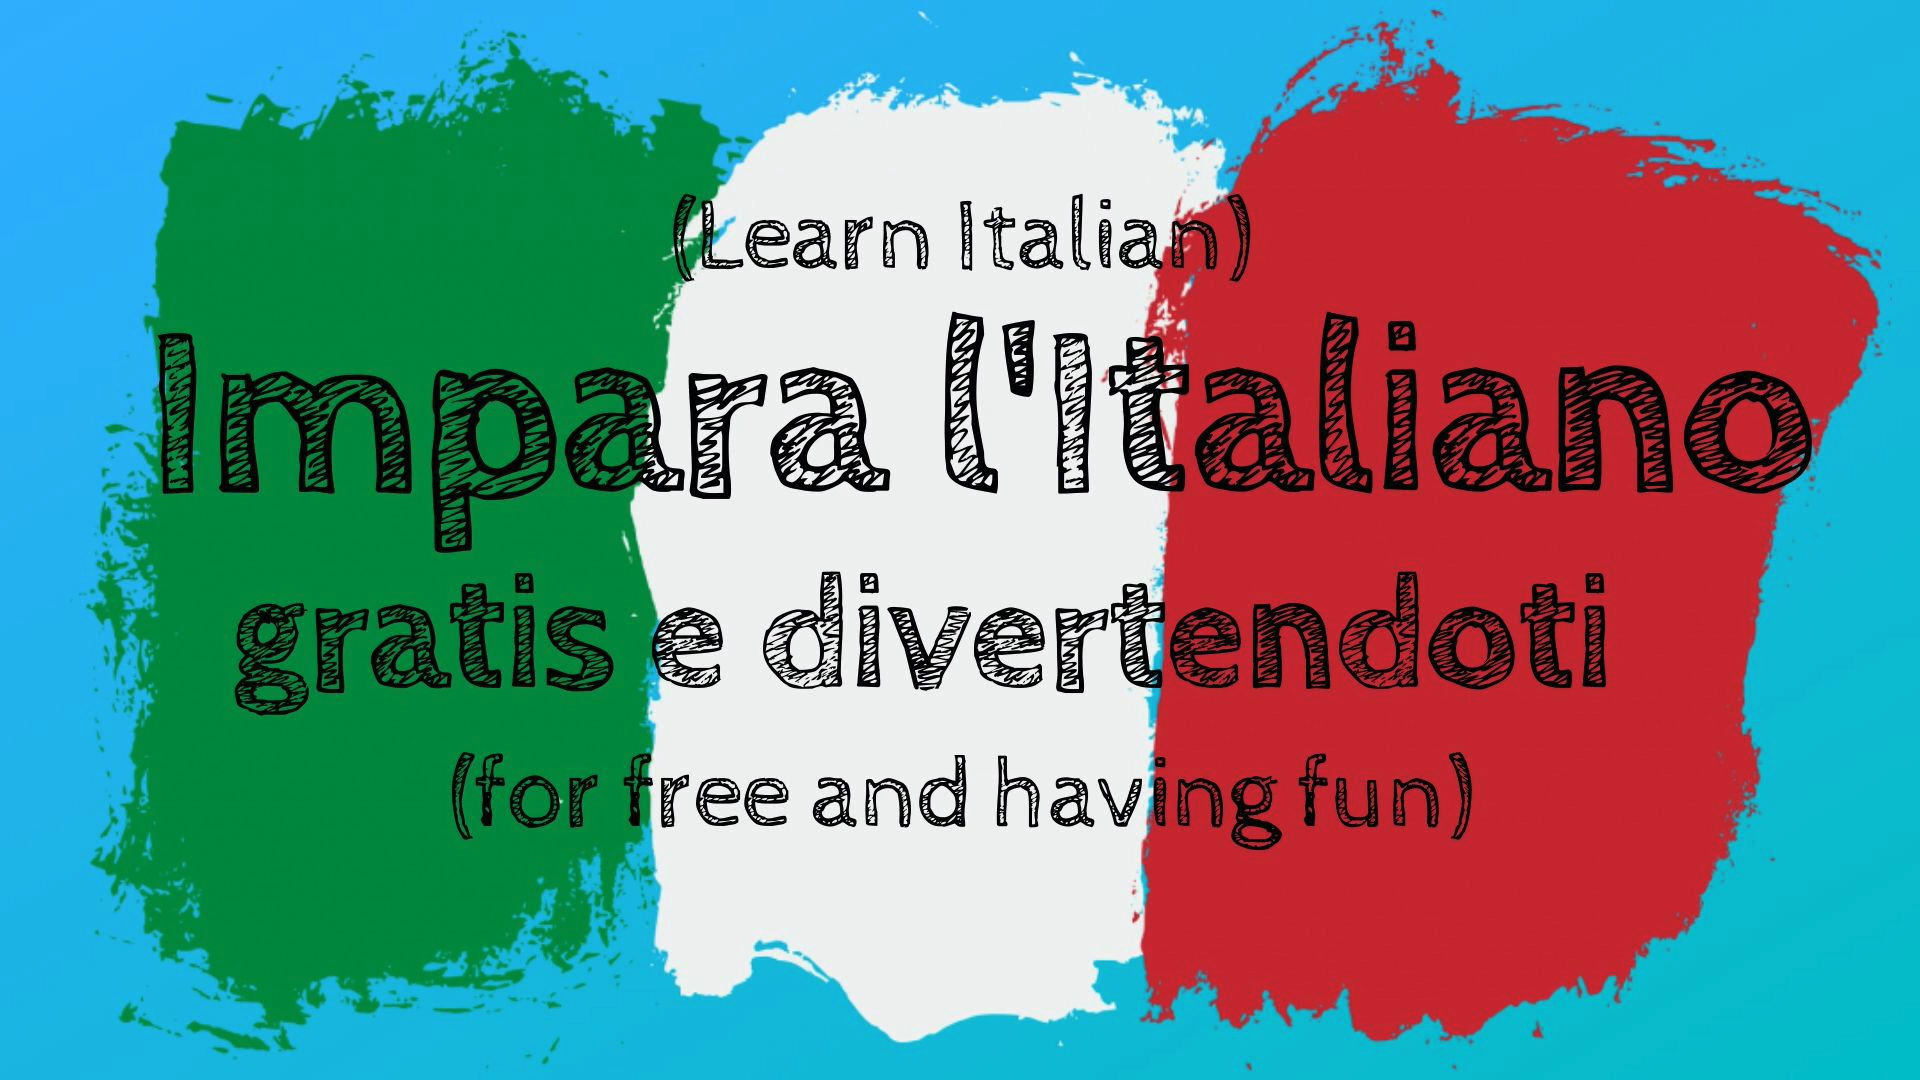 (Learn Italian)
Impara l'Italiano
gratis e divertendoti
(for free and having fun)